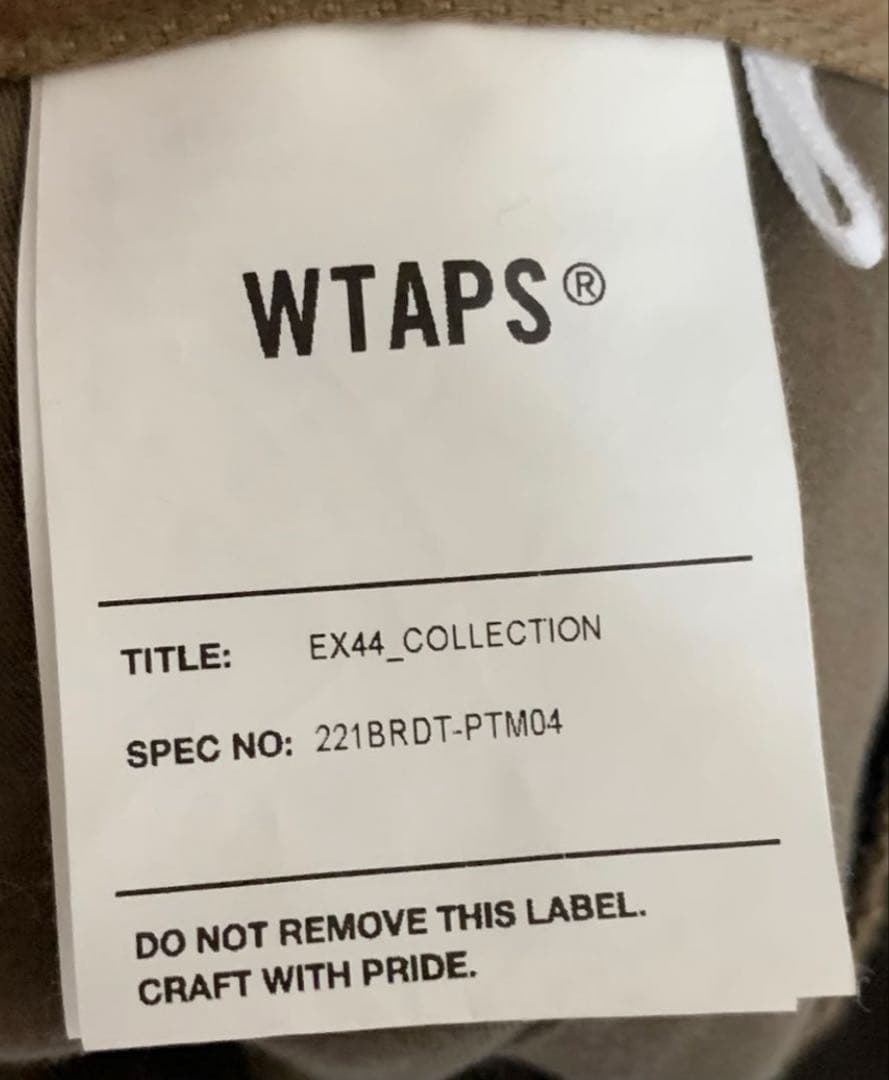 WTAPS®
TITLE: EX44_COLLECTION
SPEC NO: 221BRDT-PTM04
DO NOT REMOVE THIS LABEL.
CRAFT WITH PRIDE.